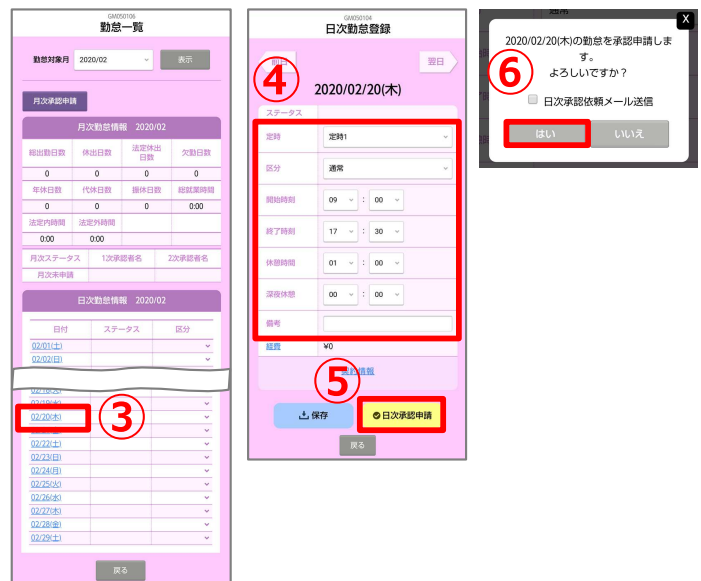 GM050106
勤怠一覧
勤怠対象月 2020/02 表示
月次承認申請
月次勤怠情報 2020/02
総出勤日数 休出日数 法定休出日数 欠勤日数
0 0 0 0
年休日数 代休日数 振休日数 総就業時間
0 0 0 0:00
法定内時間 法定外時間
0:00 0:00
月次ステータス 1次承認者名 2次承認者名
月次未申請
日次勤怠情報 2020/02
日付 ステータス 区分
02/01(土)
02/02(日)
02/19(水)
02/20(木)
③
02/22(土)
02/23(日)
02/24(月)
02/25(火)
02/26(水)
02/27(木)
02/28(金)
02/29(土)
戻る
GM050104
日次勤怠登録
前日 翌日
④
2020/02/20(木)
ステータス
定時 定時1
区分 通常
開始時刻 09 : 00
終了時刻 17 : 30
休憩時間 01 : 00
深夜休憩 00 : 00
備考
経費 ¥0
契約情報
⑤
保存 日次承認申請
戻る
通常
X
2020/02/20(木)の勤怠を承認申請しま
す。
よろしいですか？
⑥
日次承認依頼メール送信
はい いいえ